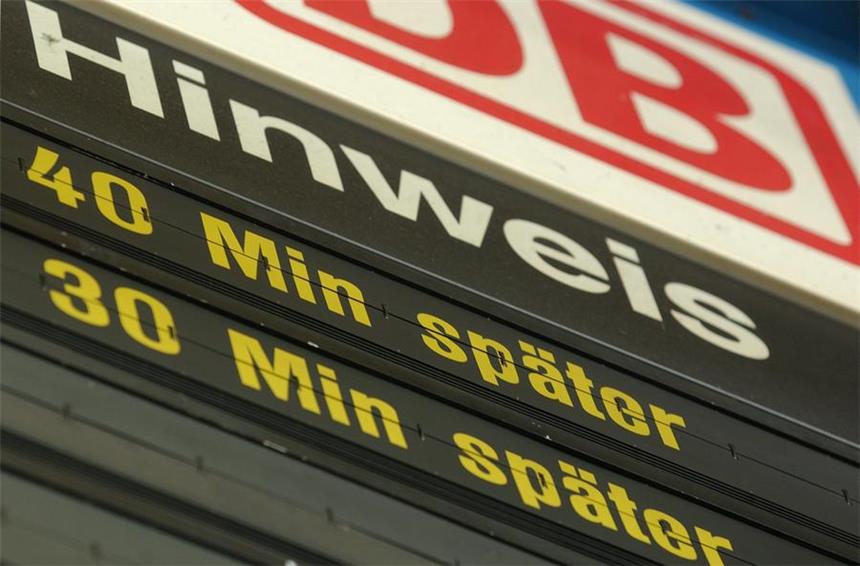 DB
Hinweis
40 Min später
30 Min später